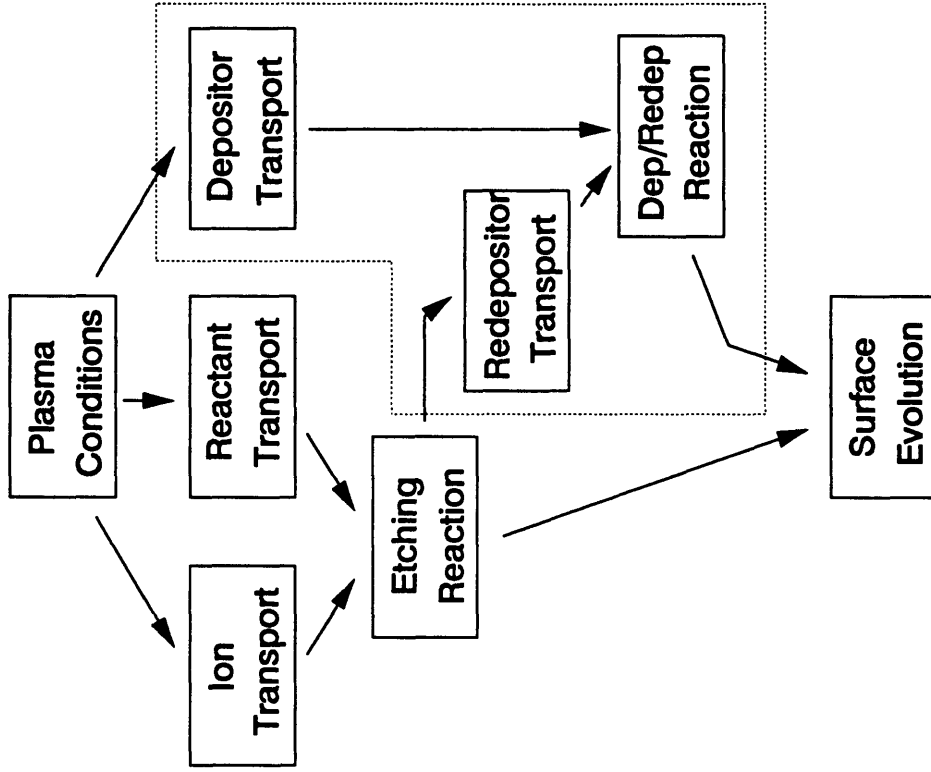 Plasma
Conditions
Ion
Transport
Reactant
Transport
Depositor
Transport
Etching
Reaction
Redepositor
Transport
Dep/Redep
Reaction
Surface
Evolution